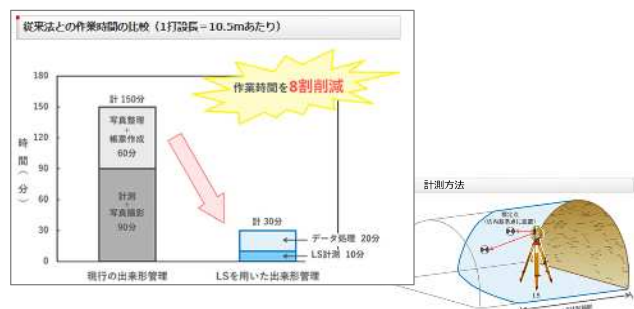 従来法との作業時間の比較（1打設長＝10.5mあたり）
作業時間を8割削減
時間（分）
180
150
120
90
60
30
0
計 150分
写真整理
+
帳票作成
60分
計測
+
写真撮影
90分
計 30分
データ処理 20分
LS計測 10分
現行の出来形管理
LSを用いた出来形管理
計測方法
LS